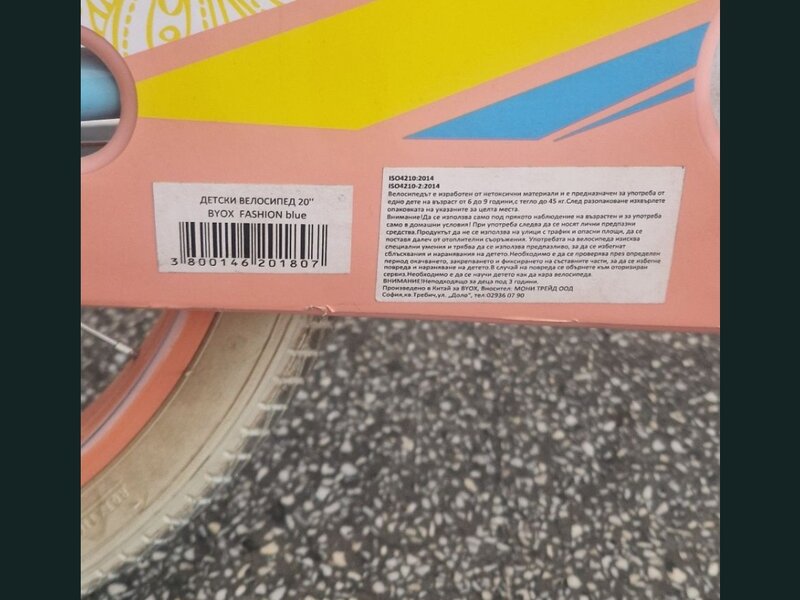 ДЕТСКИ ВЕЛОСИПЕД 20''
BYOX FASHION blue
3 800146 201807
ISO4210:2014
ISO4210-2:2014
Велосипедът е изработен от нетоксични материали и е предназначен за употреба от
едно дете на възраст от 6 до 9 години,с тегло до 45 кг.След разопаковане изхвърлете
опаковката на указаните за целта места.
Внимание!Да се използва само под прякото наблюдение на възрастен и за употреба
само в домашни условия! При употреба следва да се носят лични предпазни
средства.Продуктът да не се използва на улици с трафик и опасни площи, да се
поставя далеч от отоплителни съоръжения. Употребата на велосипеда изисква
специални умения и трябва да се използва предпазливо, за да се избегнат
сблъсквания и наранявания на детето.Необходимо е да се проверява през определен
период окачването, закрепването и фиксирането на съставните части, за да се избегне
повреда и нараняване на детето.В случай на повреда се обърнете към оторизиран
сервиз.Необходимо е да се научи детето как да кара велосипеда.
ВНИМАНИЕ!Неподходящо за деца под 3 години.
Произведено в Китай за BYOX, Вносител: МОНИ ТРЕЙД ООД
София,кв.Требич,ул. „Доло", тел.:02936 07 90